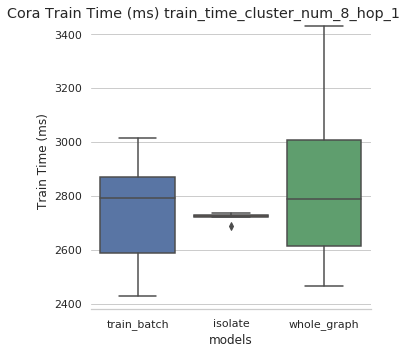 Cora Train Time (ms) train_time_cluster_num_8_hop_1
3400
3200
3000
2800
2600
2400
Train Time (ms)
train_batch isolate whole_graph
models